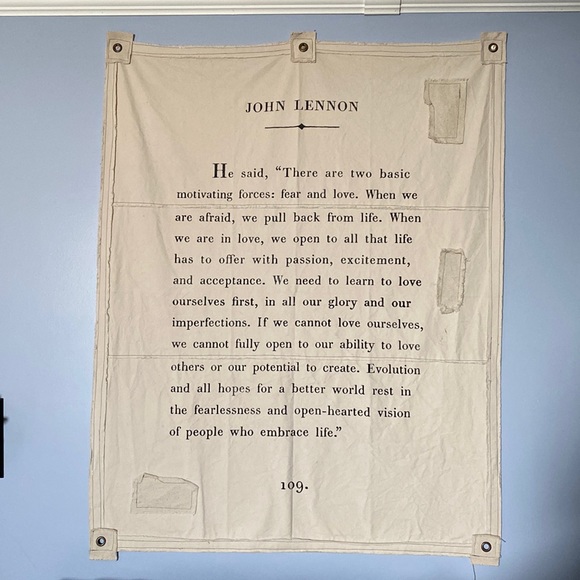 JOHN LENNON
He said, “There are two basic
motivating forces: fear and love. When we
are afraid, we pull back from life. When
we are in love, we open to all that life
has to offer with passion, excitement,
and acceptance. We need to learn to love
ourselves first, in all our glory and our
imperfections. If we cannot love ourselves,
we cannot fully open to our ability to love
others or our potential to create. Evolution
and all hopes for a better world rest in
the fearlessness and open-hearted vision
of people who embrace life.”
109.